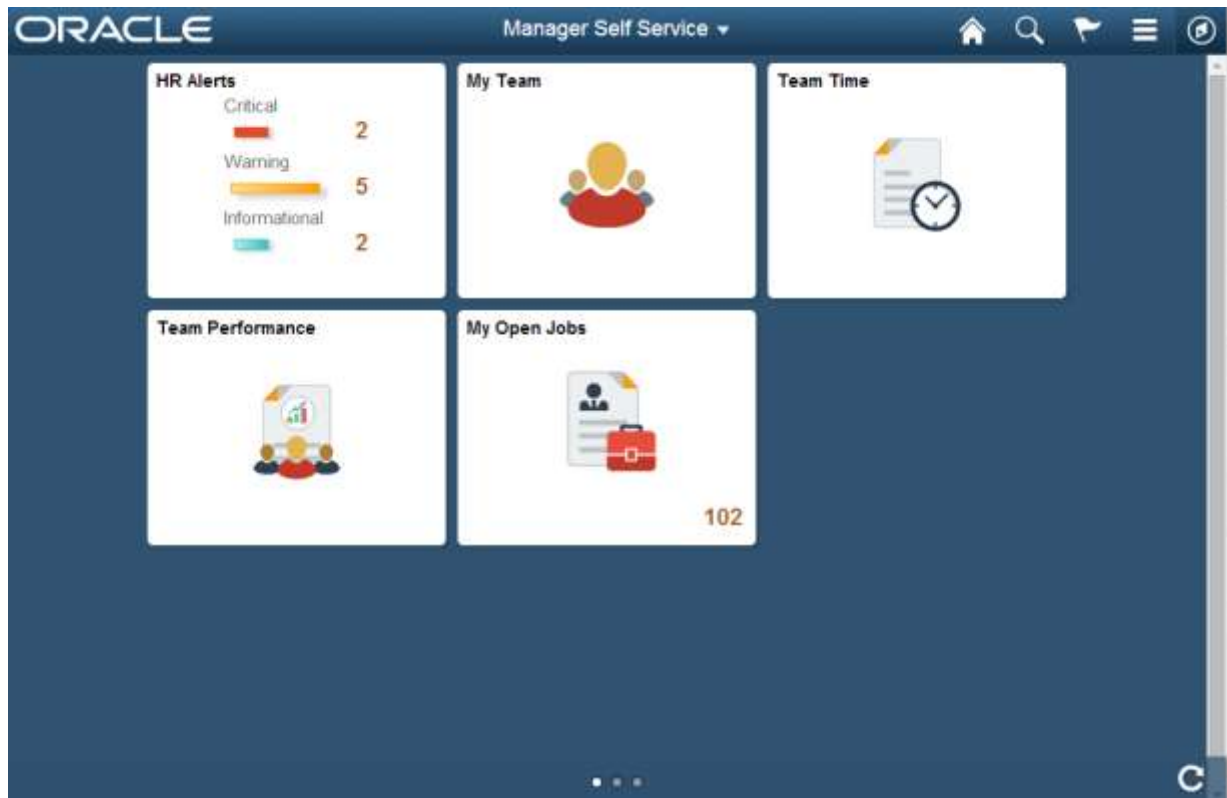 ORACLE
Manager Self Service
HR Alerts
Critical
2
Warning
5
Informational
2
My Team
Team Time
Team Performance
My Open Jobs
102